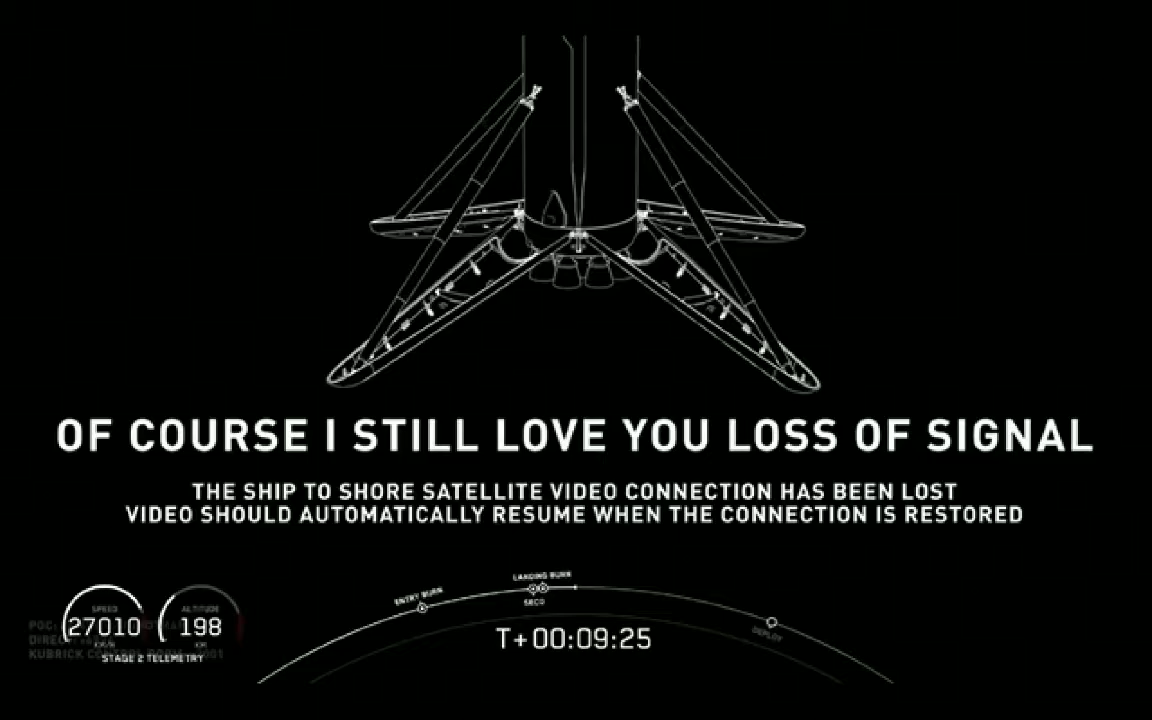 OF COURSE I STILL LOVE YOU LOSS OF SIGNAL
THE SHIP TO SHORE SATELLITE VIDEO CONNECTION HAS BEEN LOST
VIDEO SHOULD AUTOMATICALLY RESUME WHEN THE CONNECTION IS RESTORED
LANDING BURN
ENTRY BURN
SECO
SPEED
ALTITUDE
27010
198
KM/H
KM
POC:
KUBRICK
STAGE 2 TELEMETRY
T+00:09:25
DEPLOY